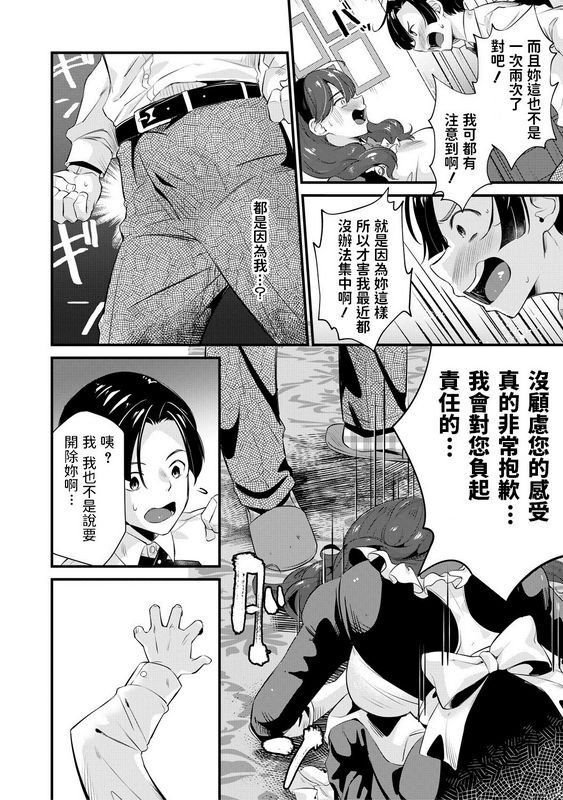 而且妳這也不是
一次兩次了
對吧！
我可都有
注意到啊！
就是因為妳這樣
所以才害我最近都
沒辦法集中啊！
都是因為我…？
沒顧慮您的感受
真的非常抱歉…
我會對您負起
責任的…
咦？
我 我也不是說要
開除妳啊…